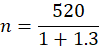 n = 520 / (1 + 1.3)